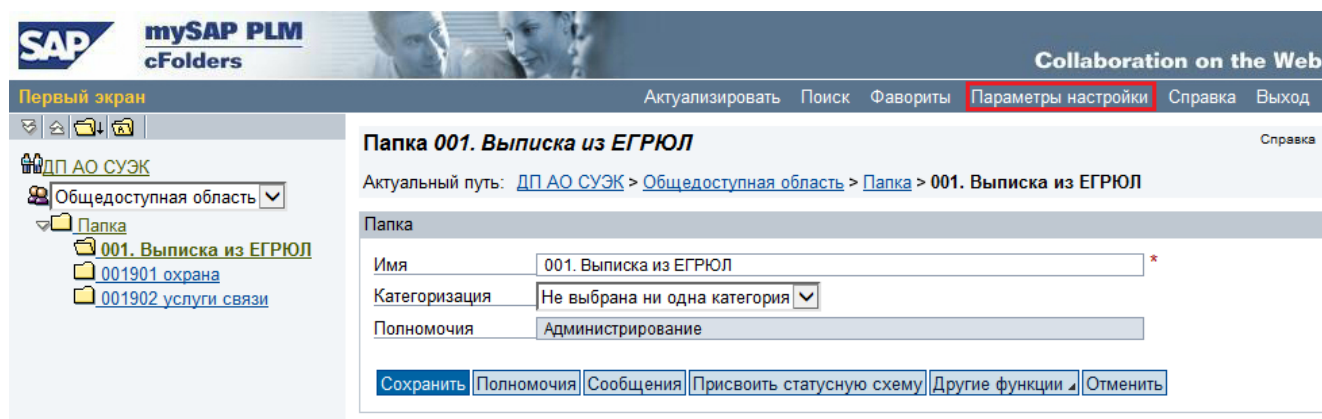 SAP
mySAP PLM
cFolders
Collaboration on the Web
Первый экран
Актуализировать Поиск Фавориты Параметры настройки Справка Выход
ДП АО СУЭК
Общедоступная область
Папка
001. Выписка из ЕГРЮЛ
001901 охрана
001902 услуги связи
Папка 001. Выписка из ЕГРЮЛ
Справка
Актуальный путь: ДП АО СУЭК > Общедоступная область > Папка > 001. Выписка из ЕГРЮЛ
Папка
Имя 001. Выписка из ЕГРЮЛ *
Категоризация Не выбрана ни одна категория
Полномочия Администрирование
Сохранить Полномочия Сообщения Присвоить статусную схему Другие функции Отменить